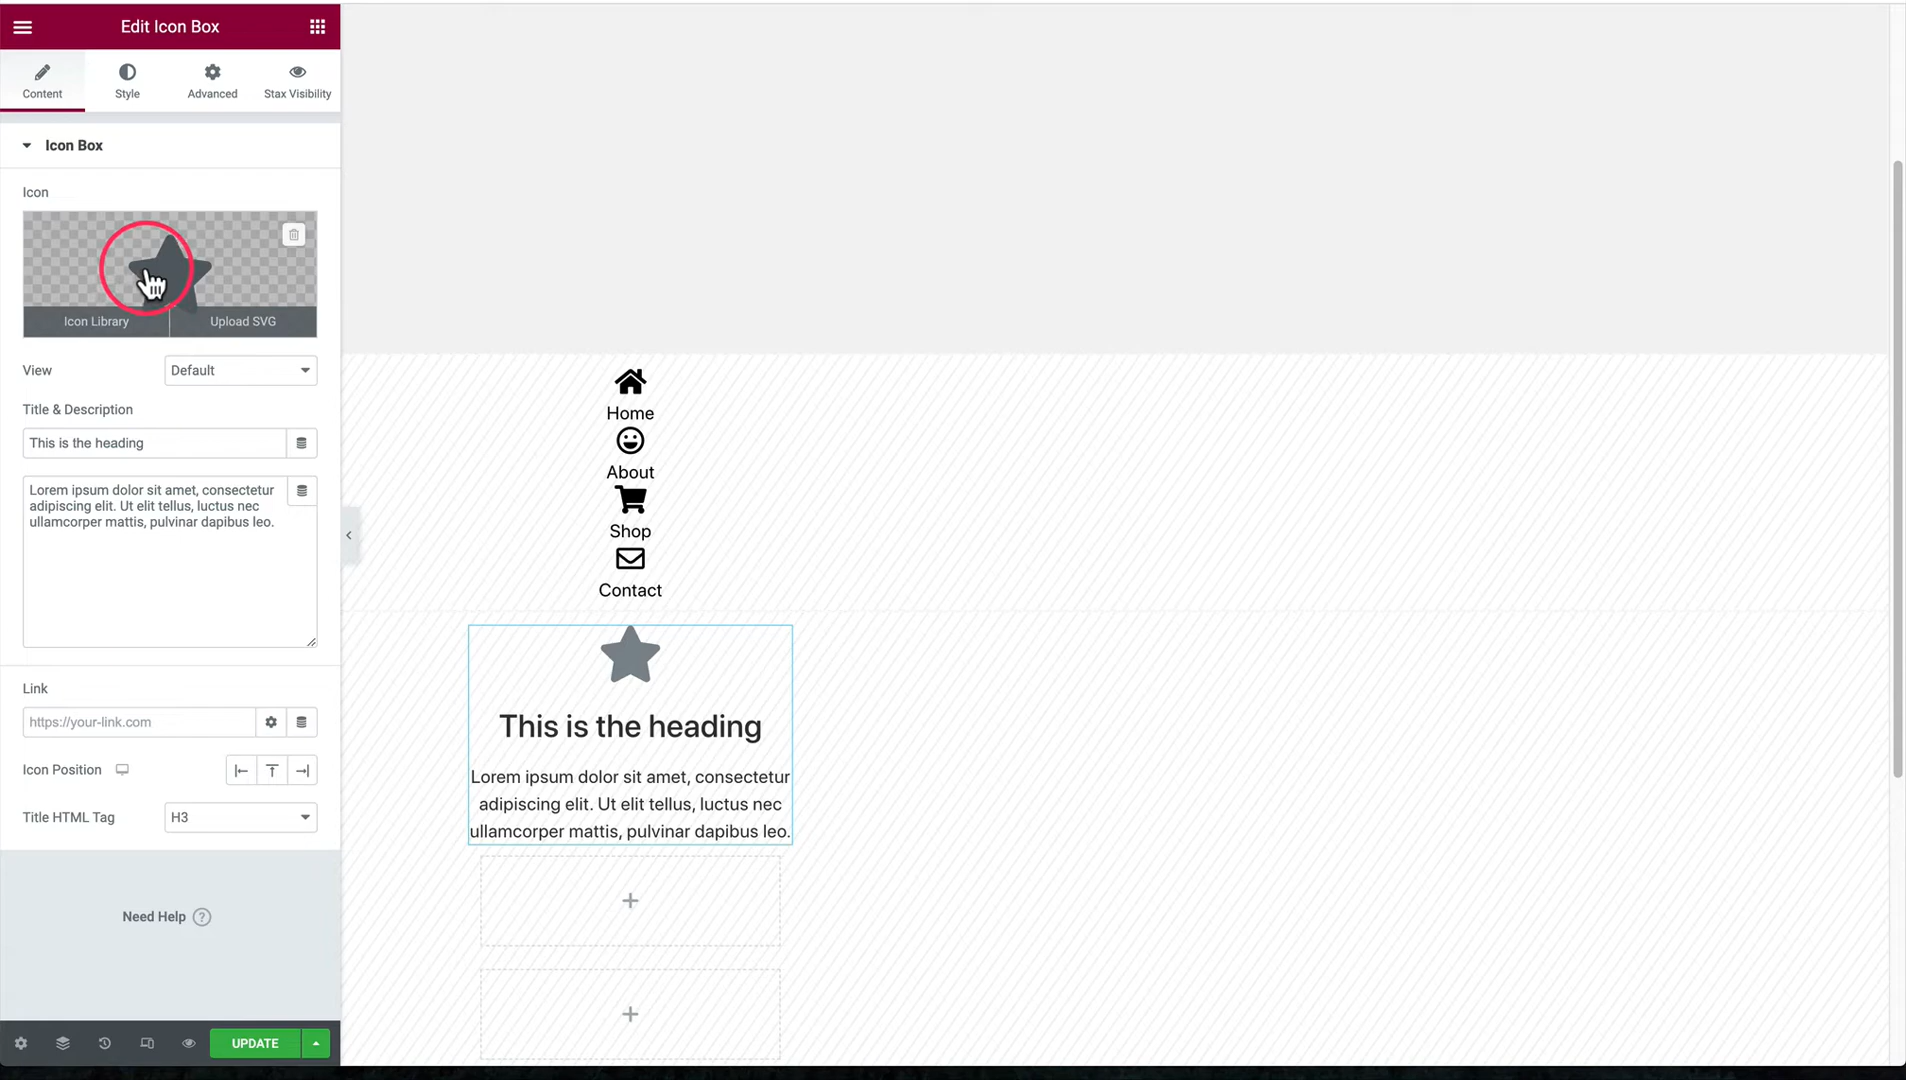 Edit Icon Box
Content
Style
Advanced
Stax Visibility
Icon Box
Icon
Icon Library
Upload SVG
View
Default
Title & Description
This is the heading
Lorem ipsum dolor sit amet, consectetur
adipiscing elit. Ut elit tellus, luctus nec
ullamcorper mattis, pulvinar dapibus leo.
Link
https://your-link.com
Icon Position
Title HTML Tag
H3
Need Help ?
UPDATE
Home
About
Shop
Contact
This is the heading
Lorem ipsum dolor sit amet, consectetur
adipiscing elit. Ut elit tellus, luctus nec
ullamcorper mattis, pulvinar dapibus leo.